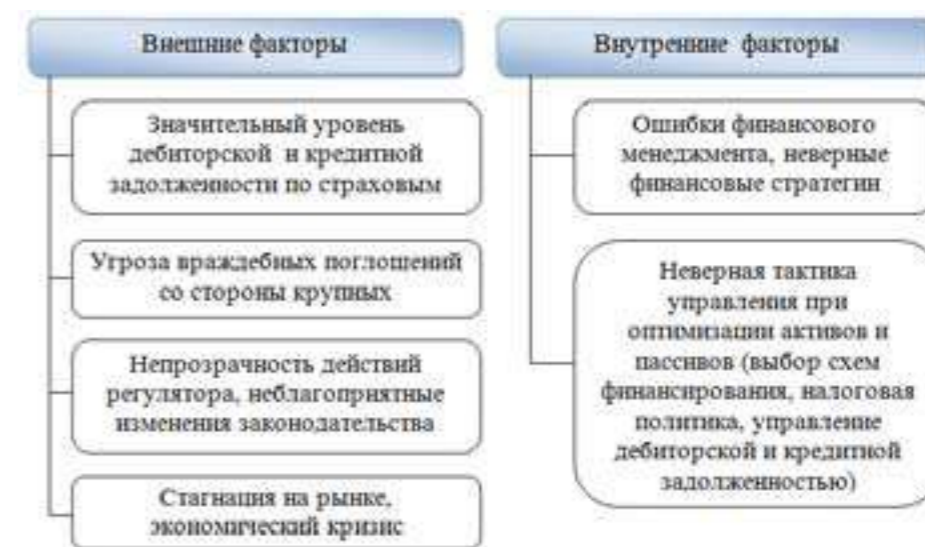 Внешние факторы
Значительный уровень
дебиторской и кредитной
задолженности по страховым
Угроза враждебных поглощений
со стороны крупных
Непрозрачность действий
регулятора, неблагоприятные
изменения законодательства
Стагнация на рынке,
экономический кризис
Внутренние факторы
Ошибки финансового
менеджмента, неверные
финансовые стратегии
Неверная тактика
управления при
оптимизации активов и
пассивов (выбор схем
финансирования, налоговая
политика, управление
дебиторской и кредитной
задолженностью)